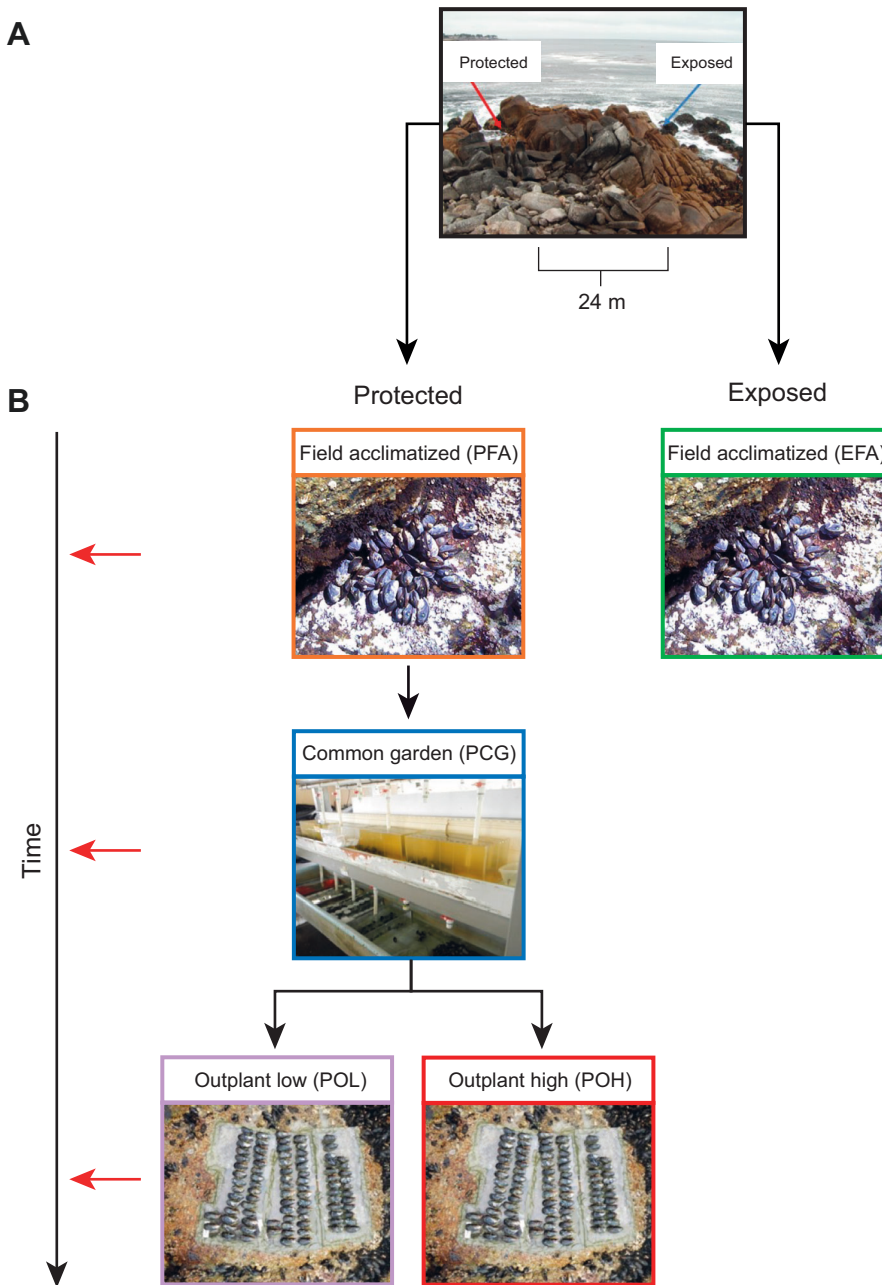 A
Protected
Exposed
24 m
B
Protected
Exposed
Field acclimatized (PFA)
Field acclimatized (EFA)
Common garden (PCG)
Time
Outplant low (POL)
Outplant high (POH)